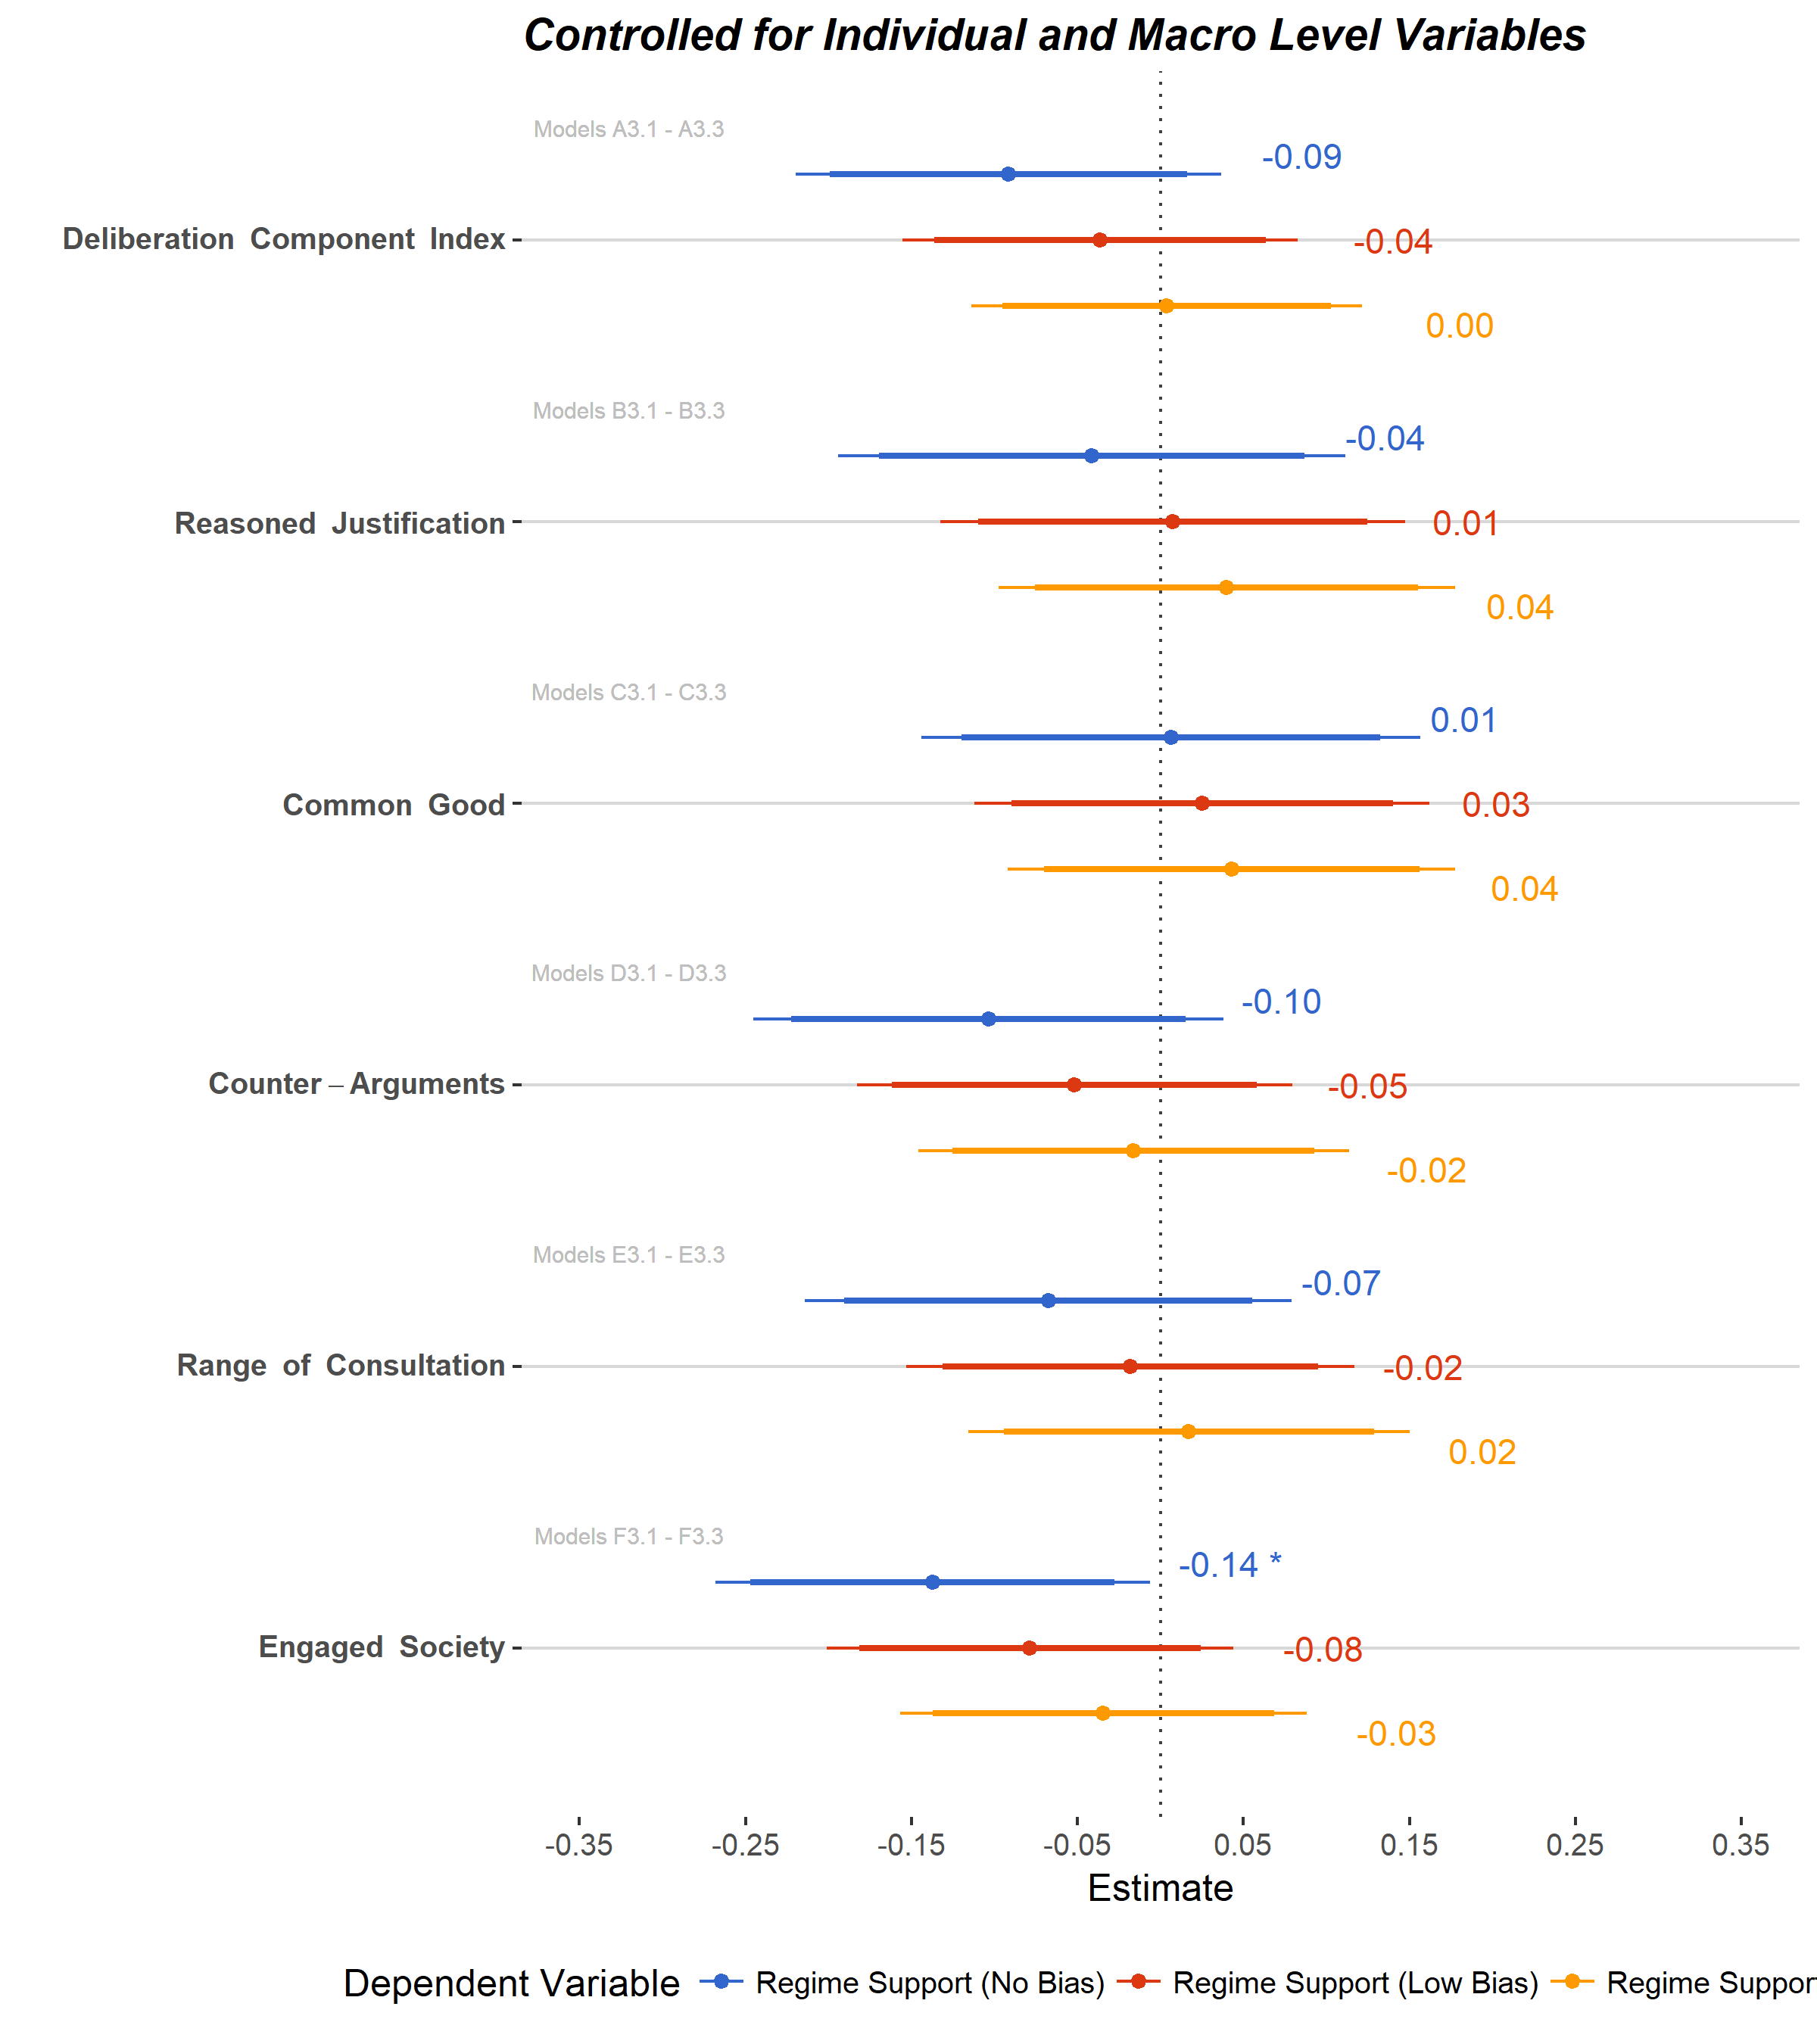 Controlled for Individual and Macro Level Variables
Models A3.1 - A3.3
-0.09
Deliberation Component Index
-0.04
0.00
Models B3.1 - B3.3
-0.04
Reasoned Justification
0.01
0.04
Models C3.1 - C3.3
0.01
Common Good
0.03
0.04
Models D3.1 - D3.3
-0.10
Counter – Arguments
-0.05
-0.02
Models E3.1 - E3.3
-0.07
Range of Consultation
-0.02
0.02
Models F3.1 - F3.3
-0.14 *
Engaged Society
-0.08
-0.03
-0.35 -0.25 -0.15 -0.05 0.05 0.15 0.25 0.35
Estimate
Dependent Variable Regime Support (No Bias) Regime Support (Low Bias) Regime Support